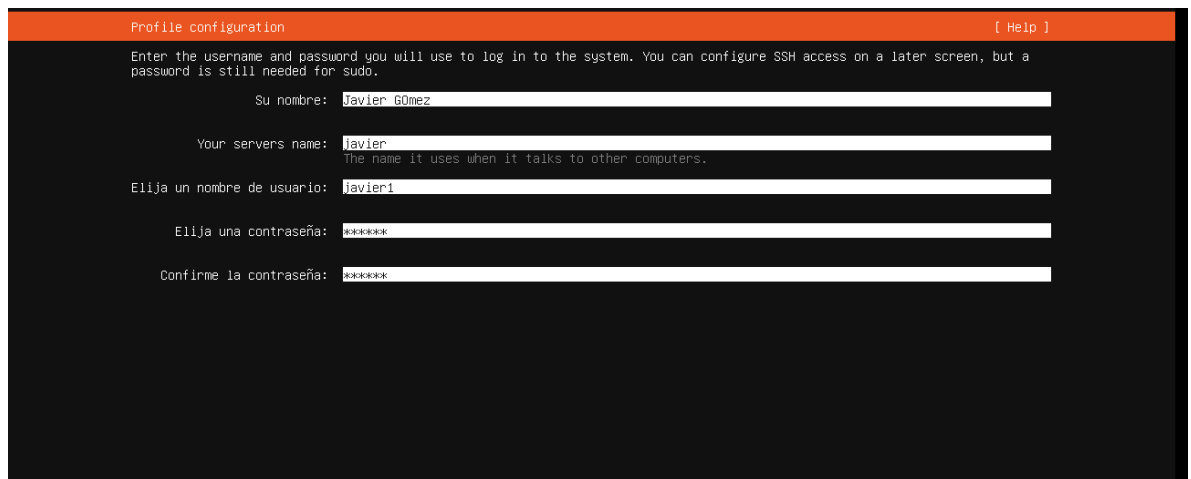 Profile configuration [ Help ]
Enter the username and password you will use to log in to the system. You can configure SSH access on a later screen, but a
password is still needed for sudo.
Su nombre: Javier GOmez
Your servers name: javier
The name it uses when it talks to other computers.
Elija un nombre de usuario: javier1
Elija una contraseña: ******
Confirme la contraseña: ******